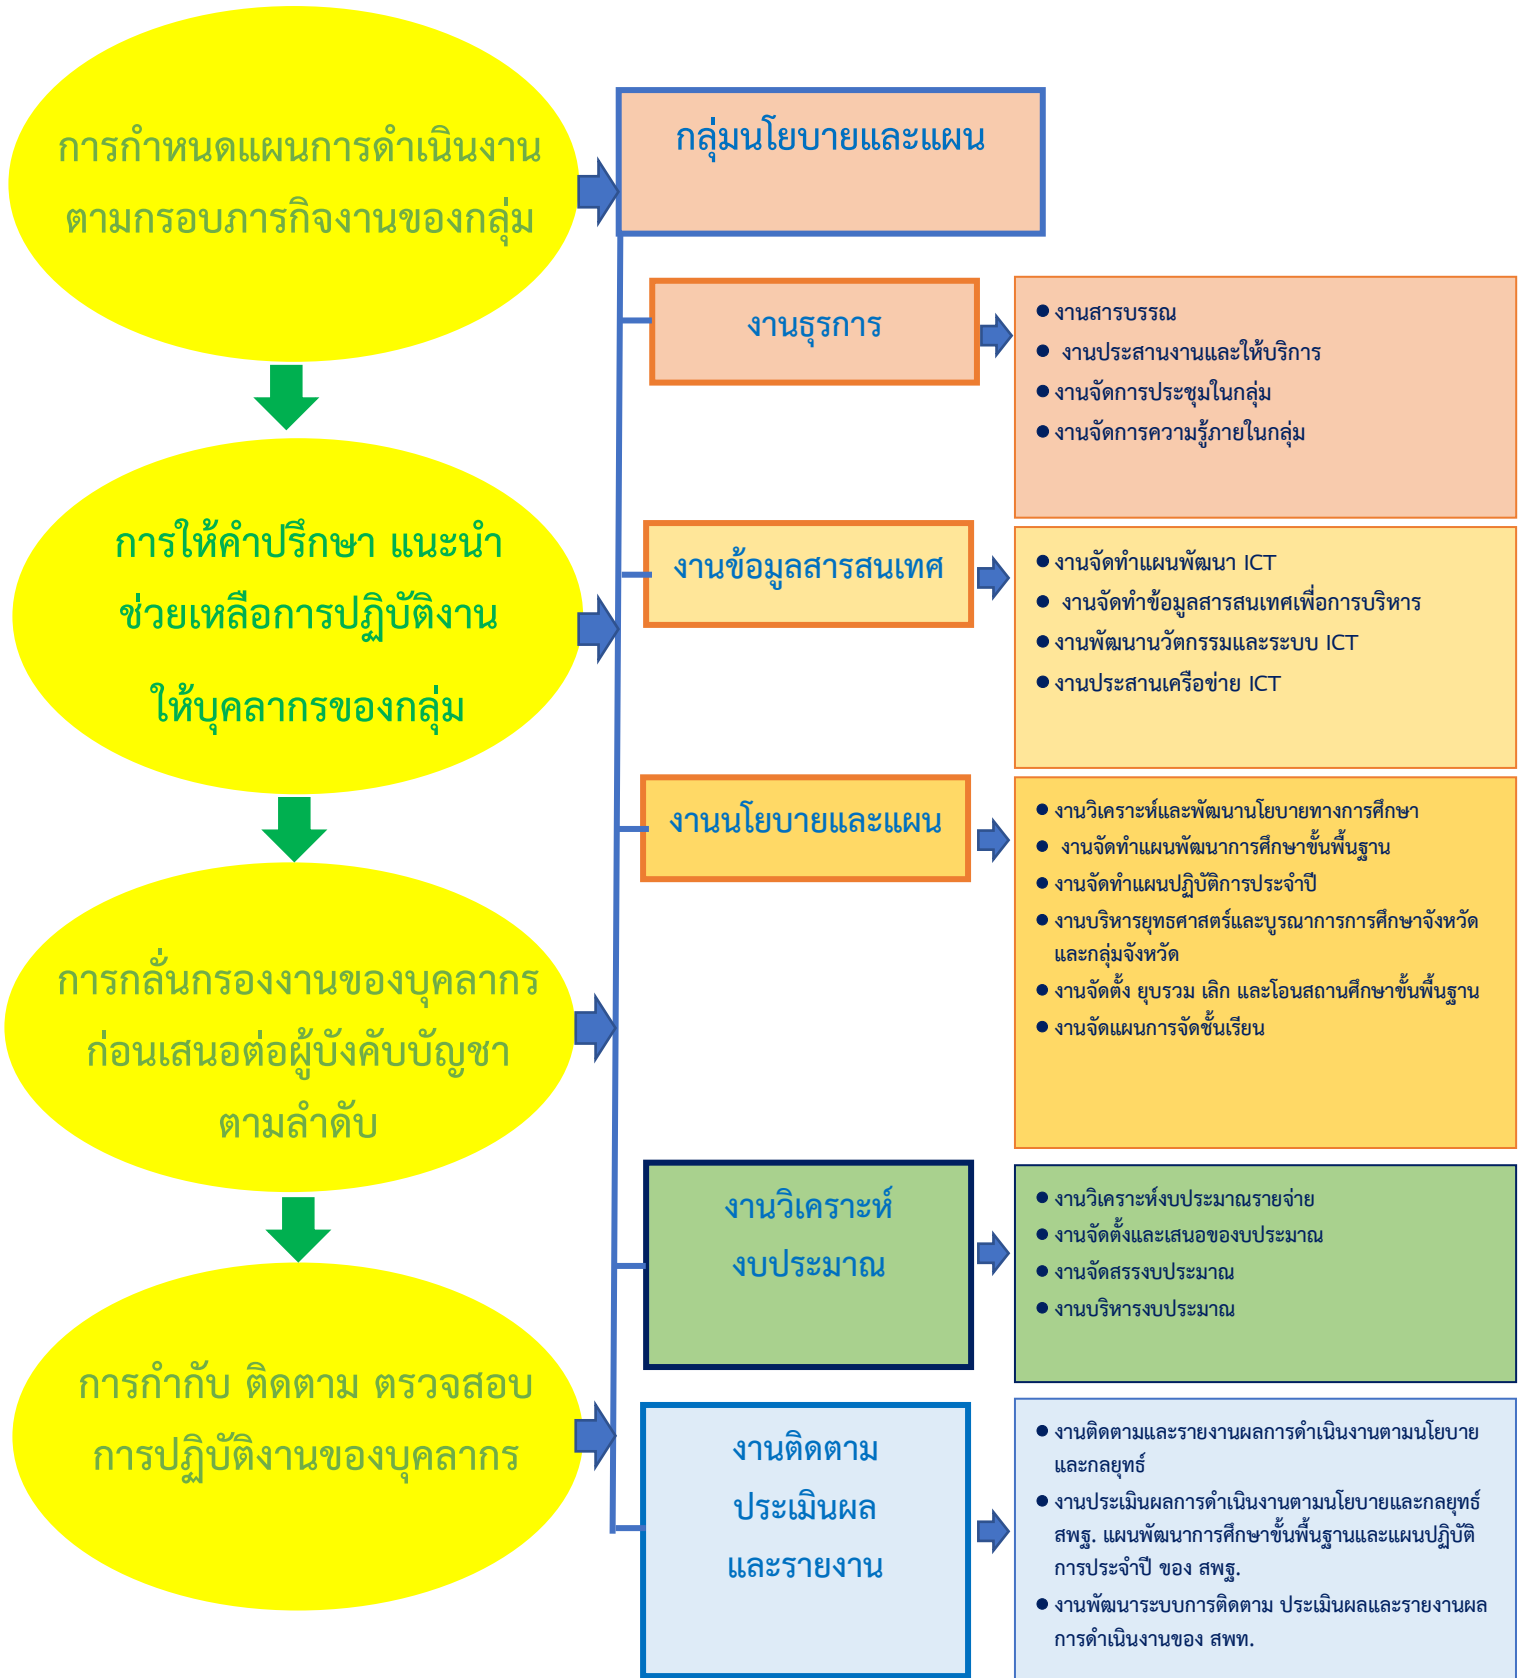 การกำหนดแผนการดำเนินงาน
ตามกรอบภารกิจงานของกลุ่ม
การให้คำปรึกษา แนะนำ
ช่วยเหลือการปฏิบัติงาน
ให้บุคลากรของกลุ่ม
การกลั่นกรองงานของบุคลากร
ก่อนเสนอต่อผู้บังคับบัญชา
ตามลำดับ
การกำกับ ติดตาม ตรวจสอบ
การปฏิบัติงานของบุคลากร
กลุ่มนโยบายและแผน
งานธุรการ
● งานสารบรรณ
● งานประสานงานและให้บริการ
● งานจัดการประชุมในกลุ่ม
● งานจัดการความรู้ภายในกลุ่ม
งานข้อมูลสารสนเทศ
● งานจัดทำแผนพัฒนา ICT
● งานจัดทำข้อมูลสารสนเทศเพื่อการบริหาร
● งานพัฒนานวัตกรรมและระบบ ICT
● งานประสานเครือข่าย ICT
งานนโยบายและแผน
● งานวิเคราะห์และพัฒนานโยบายทางการศึกษา
● งานจัดทำแผนพัฒนาการศึกษาขั้นพื้นฐาน
● งานจัดทำแผนปฏิบัติการประจำปี
● งานบริหารยุทธศาสตร์และบูรณาการการศึกษาจังหวัด
และกลุ่มจังหวัด
● งานจัดตั้ง ยุบรวม เลิก และโอนสถานศึกษาขั้นพื้นฐาน
● งานจัดแผนการจัดชั้นเรียน
งานวิเคราะห์
งบประมาณ
● งานวิเคราะห์งบประมาณรายจ่าย
● งานจัดตั้งและเสนอของบประมาณ
● งานจัดสรรงบประมาณ
● งานบริหารงบประมาณ
งานติดตาม
ประเมินผล
และรายงาน
● งานติดตามและรายงานผลการดำเนินงานตามนโยบาย
และกลยุทธ์
● งานประเมินผลการดำเนินงานตามนโยบายและกลยุทธ์
สพฐ. แผนพัฒนาการศึกษาขั้นพื้นฐานและแผนปฏิบัติ
การประจำปี ของ สพฐ.
● งานพัฒนาระบบการติดตาม ประเมินผลและรายงานผล
การดำเนินงานของ สพท.